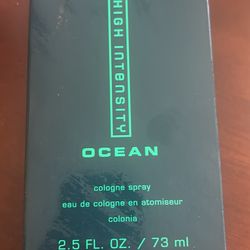 HIGH INTENSITY
OCEAN
cologne spray
eau de cologne en atomiseur
colonia
2.5 FL. OZ. / 73 ml